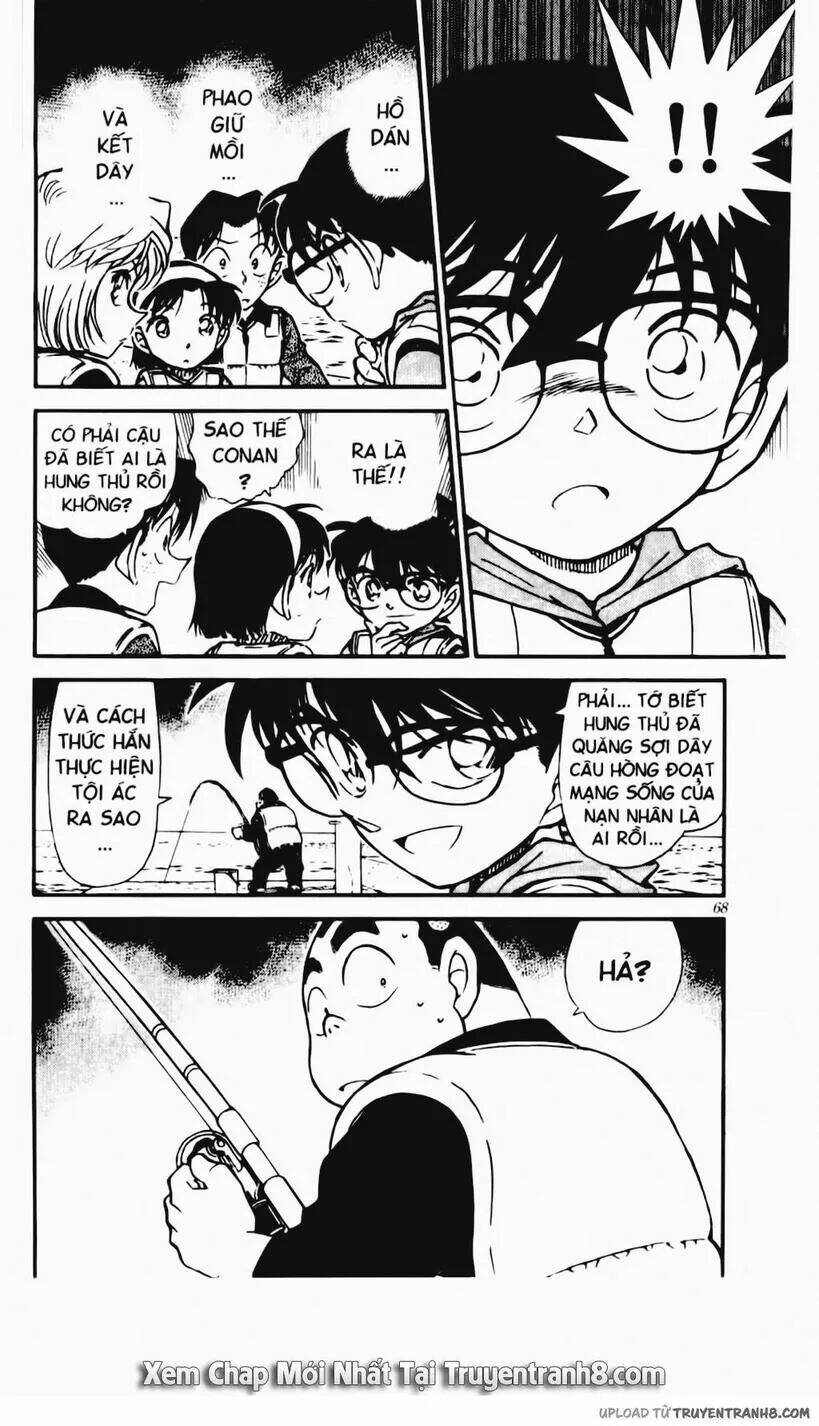 HỒ
DÁN
...
PHAO
GIỮ
MỒI
...
VÀ
KẾT
DÂY
...
!!
RA LÀ
THẾ!!
SAO THẾ
CONAN
?
CÓ PHẢI CẬU
ĐÃ BIẾT AI LÀ
HUNG THỦ RỒI
KHÔNG?
PHẢI... TỚ BIẾT
HUNG THỦ ĐÃ
QUĂNG SỢI DÂY
CÂU HÒNG ĐOẠT
MẠNG SỐNG CỦA
NẠN NHÂN LÀ
AI RỒI...
VÀ CÁCH
THỨC HẮN
THỰC HIỆN
TỘI ÁC
RA SAO
...
68
HẢ?
Xem Chap Mới Nhất Tại Truyentranh8.com
UPLOAD TỪ TRUYENTRANH8.COM